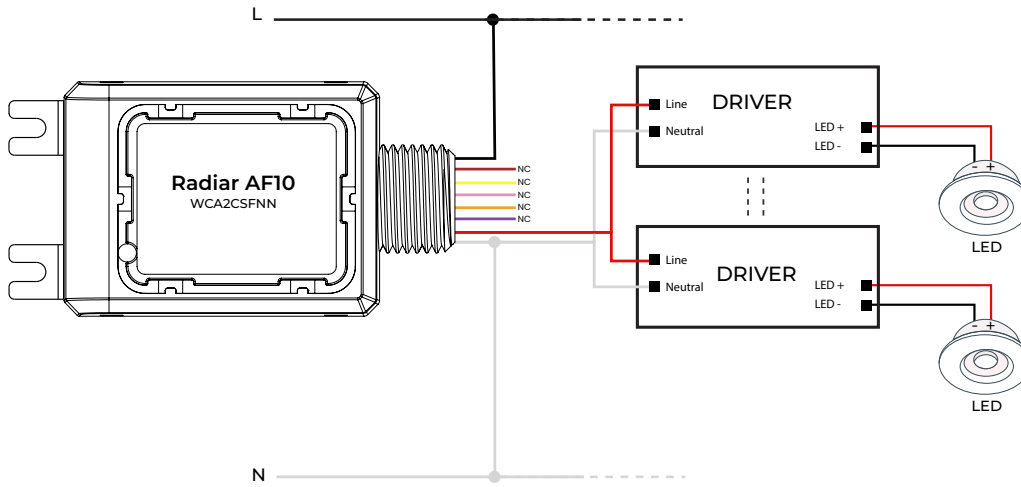 L
Radiar AF10
WCA2CSFNN
NC
NC
NC
NC
NC
Line
DRIVER
Neutral
LED +
LED -
- +
LED
Line
DRIVER
Neutral
LED +
LED -
- +
LED
N